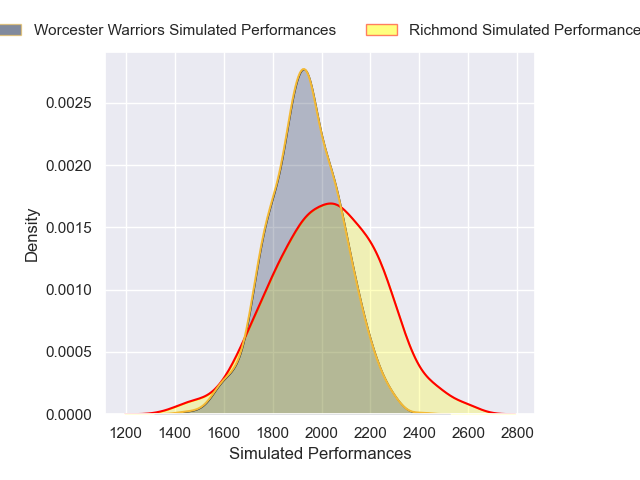 Worcester Warriors Simulated Performances Richmond Simulated Performance
0.0025
0.0020
0.0015
0.0010
0.0005
0.0000
Density
1200 1400 1600 1800 2000 2200 2400 2600 2800
Simulated Performances